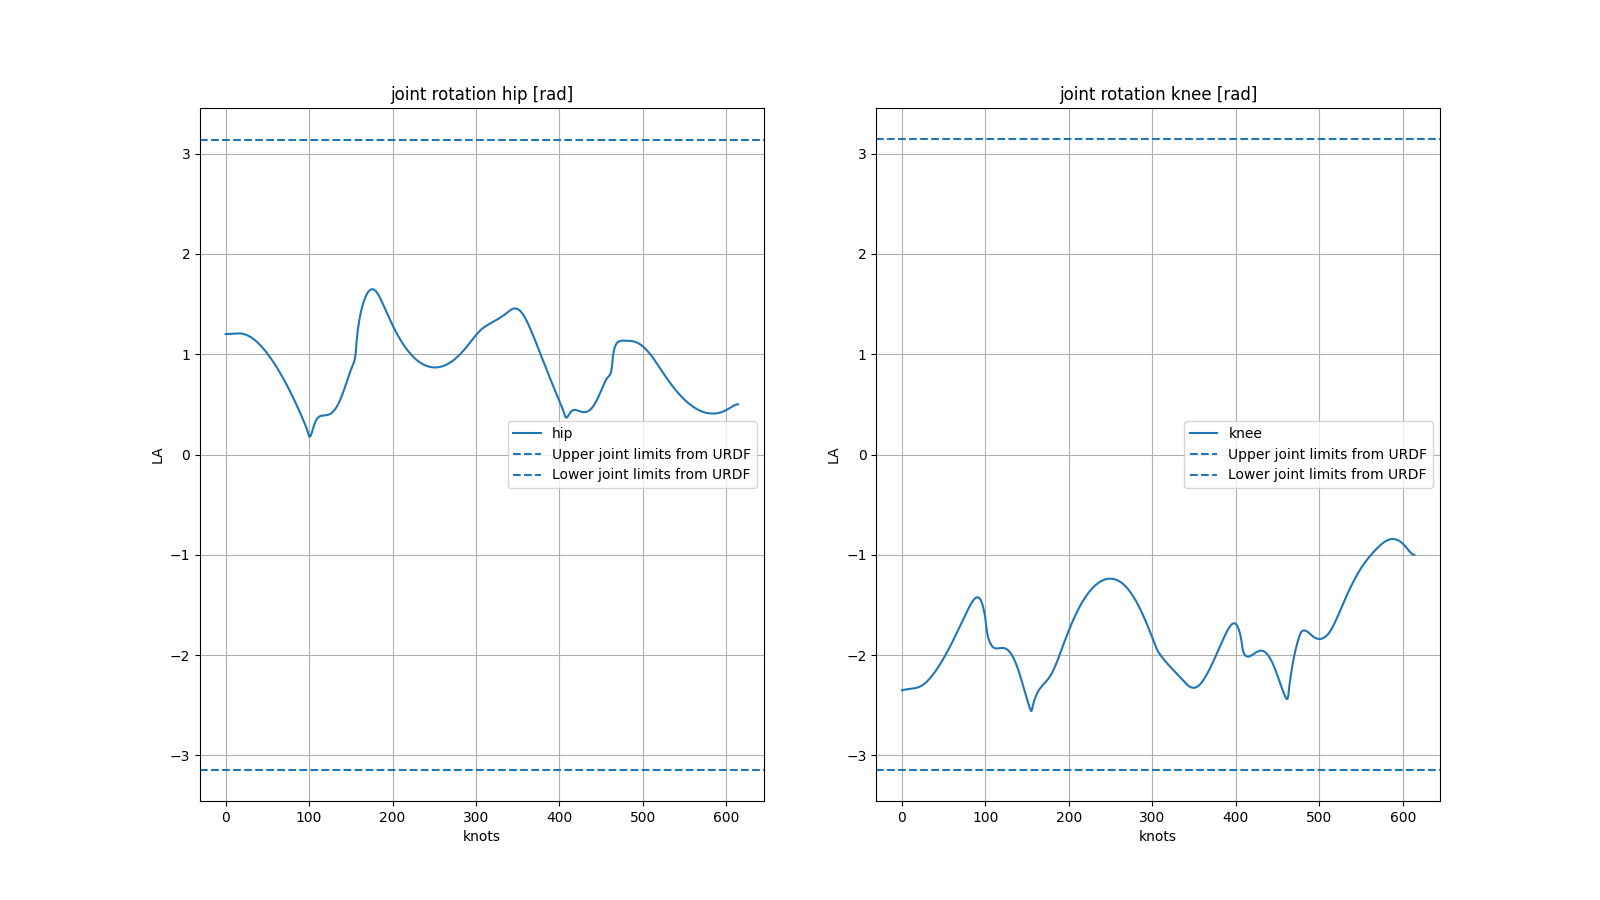 joint rotation hip [rad]
3
2
1
0
−1
−2
−3
LA
0 100 200 300 400 500 600
knots
hip
Upper joint limits from URDF
Lower joint limits from URDF
joint rotation knee [rad]
3
2
1
0
−1
−2
−3
LA
0 100 200 300 400 500 600
knots
knee
Upper joint limits from URDF
Lower joint limits from URDF